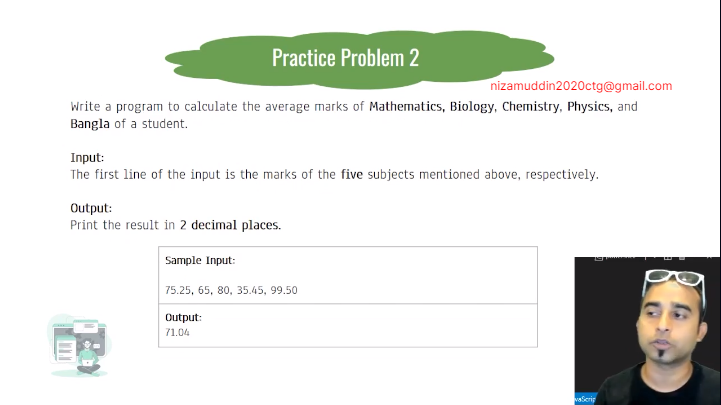 Practice Problem 2
nizamuddin2020ctg@gmail.com
Write a program to calculate the average marks of Mathematics, Biology, Chemistry, Physics, and
Bangla of a student.
Input:
The first line of the input is the marks of the five subjects mentioned above, respectively.
Output:
Print the result in 2 decimal places.
Sample Input:
75.25, 65, 80, 35.45, 99.50
Output:
71.04
vaScrip